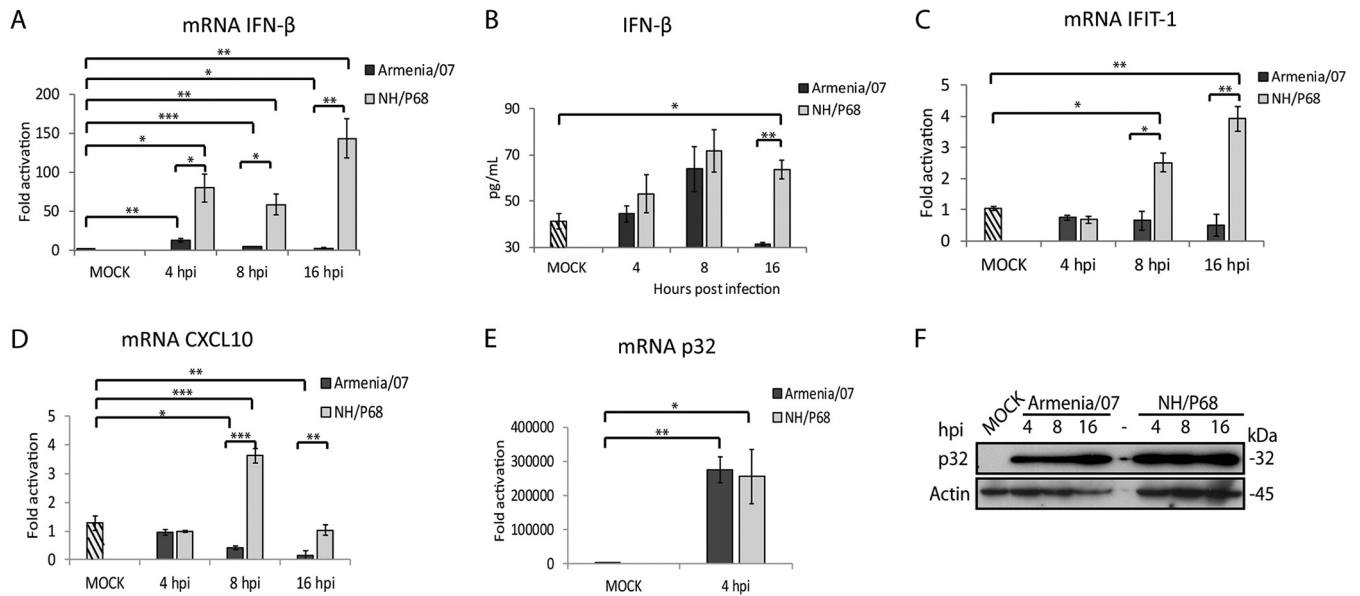 A
mRNA IFN-β
** 
*
**
***
*
**
*
*
**
Armenia/07
NH/P68
Fold activation
200
150
100
50
0
MOCK 4 hpi 8 hpi 16 hpi
B
IFN-β
*
**
Armenia/07
NH/P68
pg/mL
90
70
50
30
MOCK 4 8 16
Hours post infection
C
mRNA IFIT-1
**
*
*
**
Armenia/07
NH/P68
Fold activation
6
5
4
3
2
1
0
MOCK 4 hpi 8 hpi 16 hpi
D
mRNA CXCL10
**
***
*
***
**
Armenia/07
NH/P68
Fold activation
5
4
3
2
1
0
MOCK 4 hpi 8 hpi 16 hpi
E
mRNA p32
*
**
Armenia/07
NH/P68
Fold activation
400000
300000
200000
100000
0
MOCK 4 hpi
F
MOCK Armenia/07 NH/P68
hpi 4 8 16 - 4 8 16 kDa
p32 -32
Actin -45